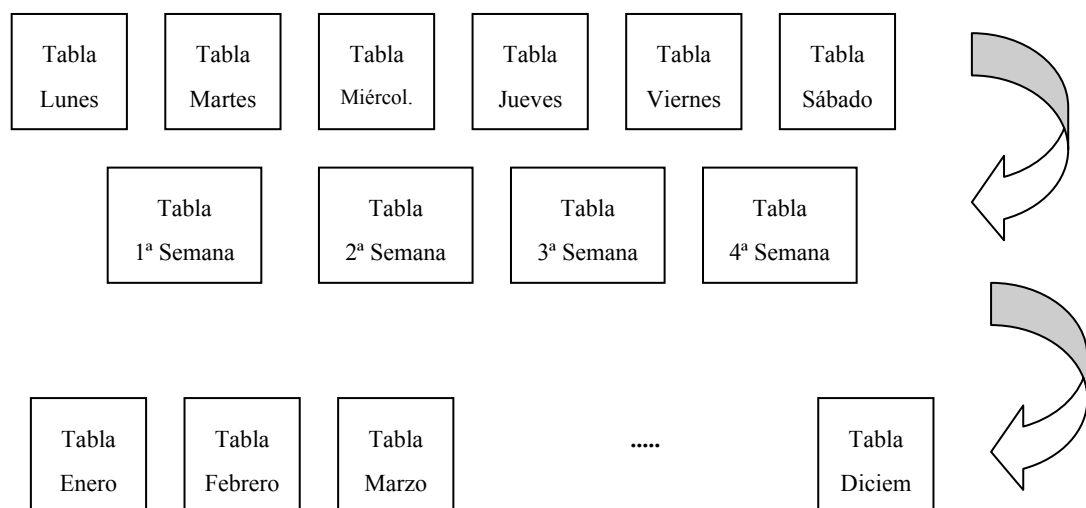 Tabla Tabla Tabla Tabla Tabla Tabla
Lunes Martes Miércol. Jueves Viernes Sábado
Tabla Tabla Tabla Tabla
1ª Semana 2ª Semana 3ª Semana 4ª Semana
Tabla Tabla Tabla ..... Tabla
Enero Febrero Marzo Diciem